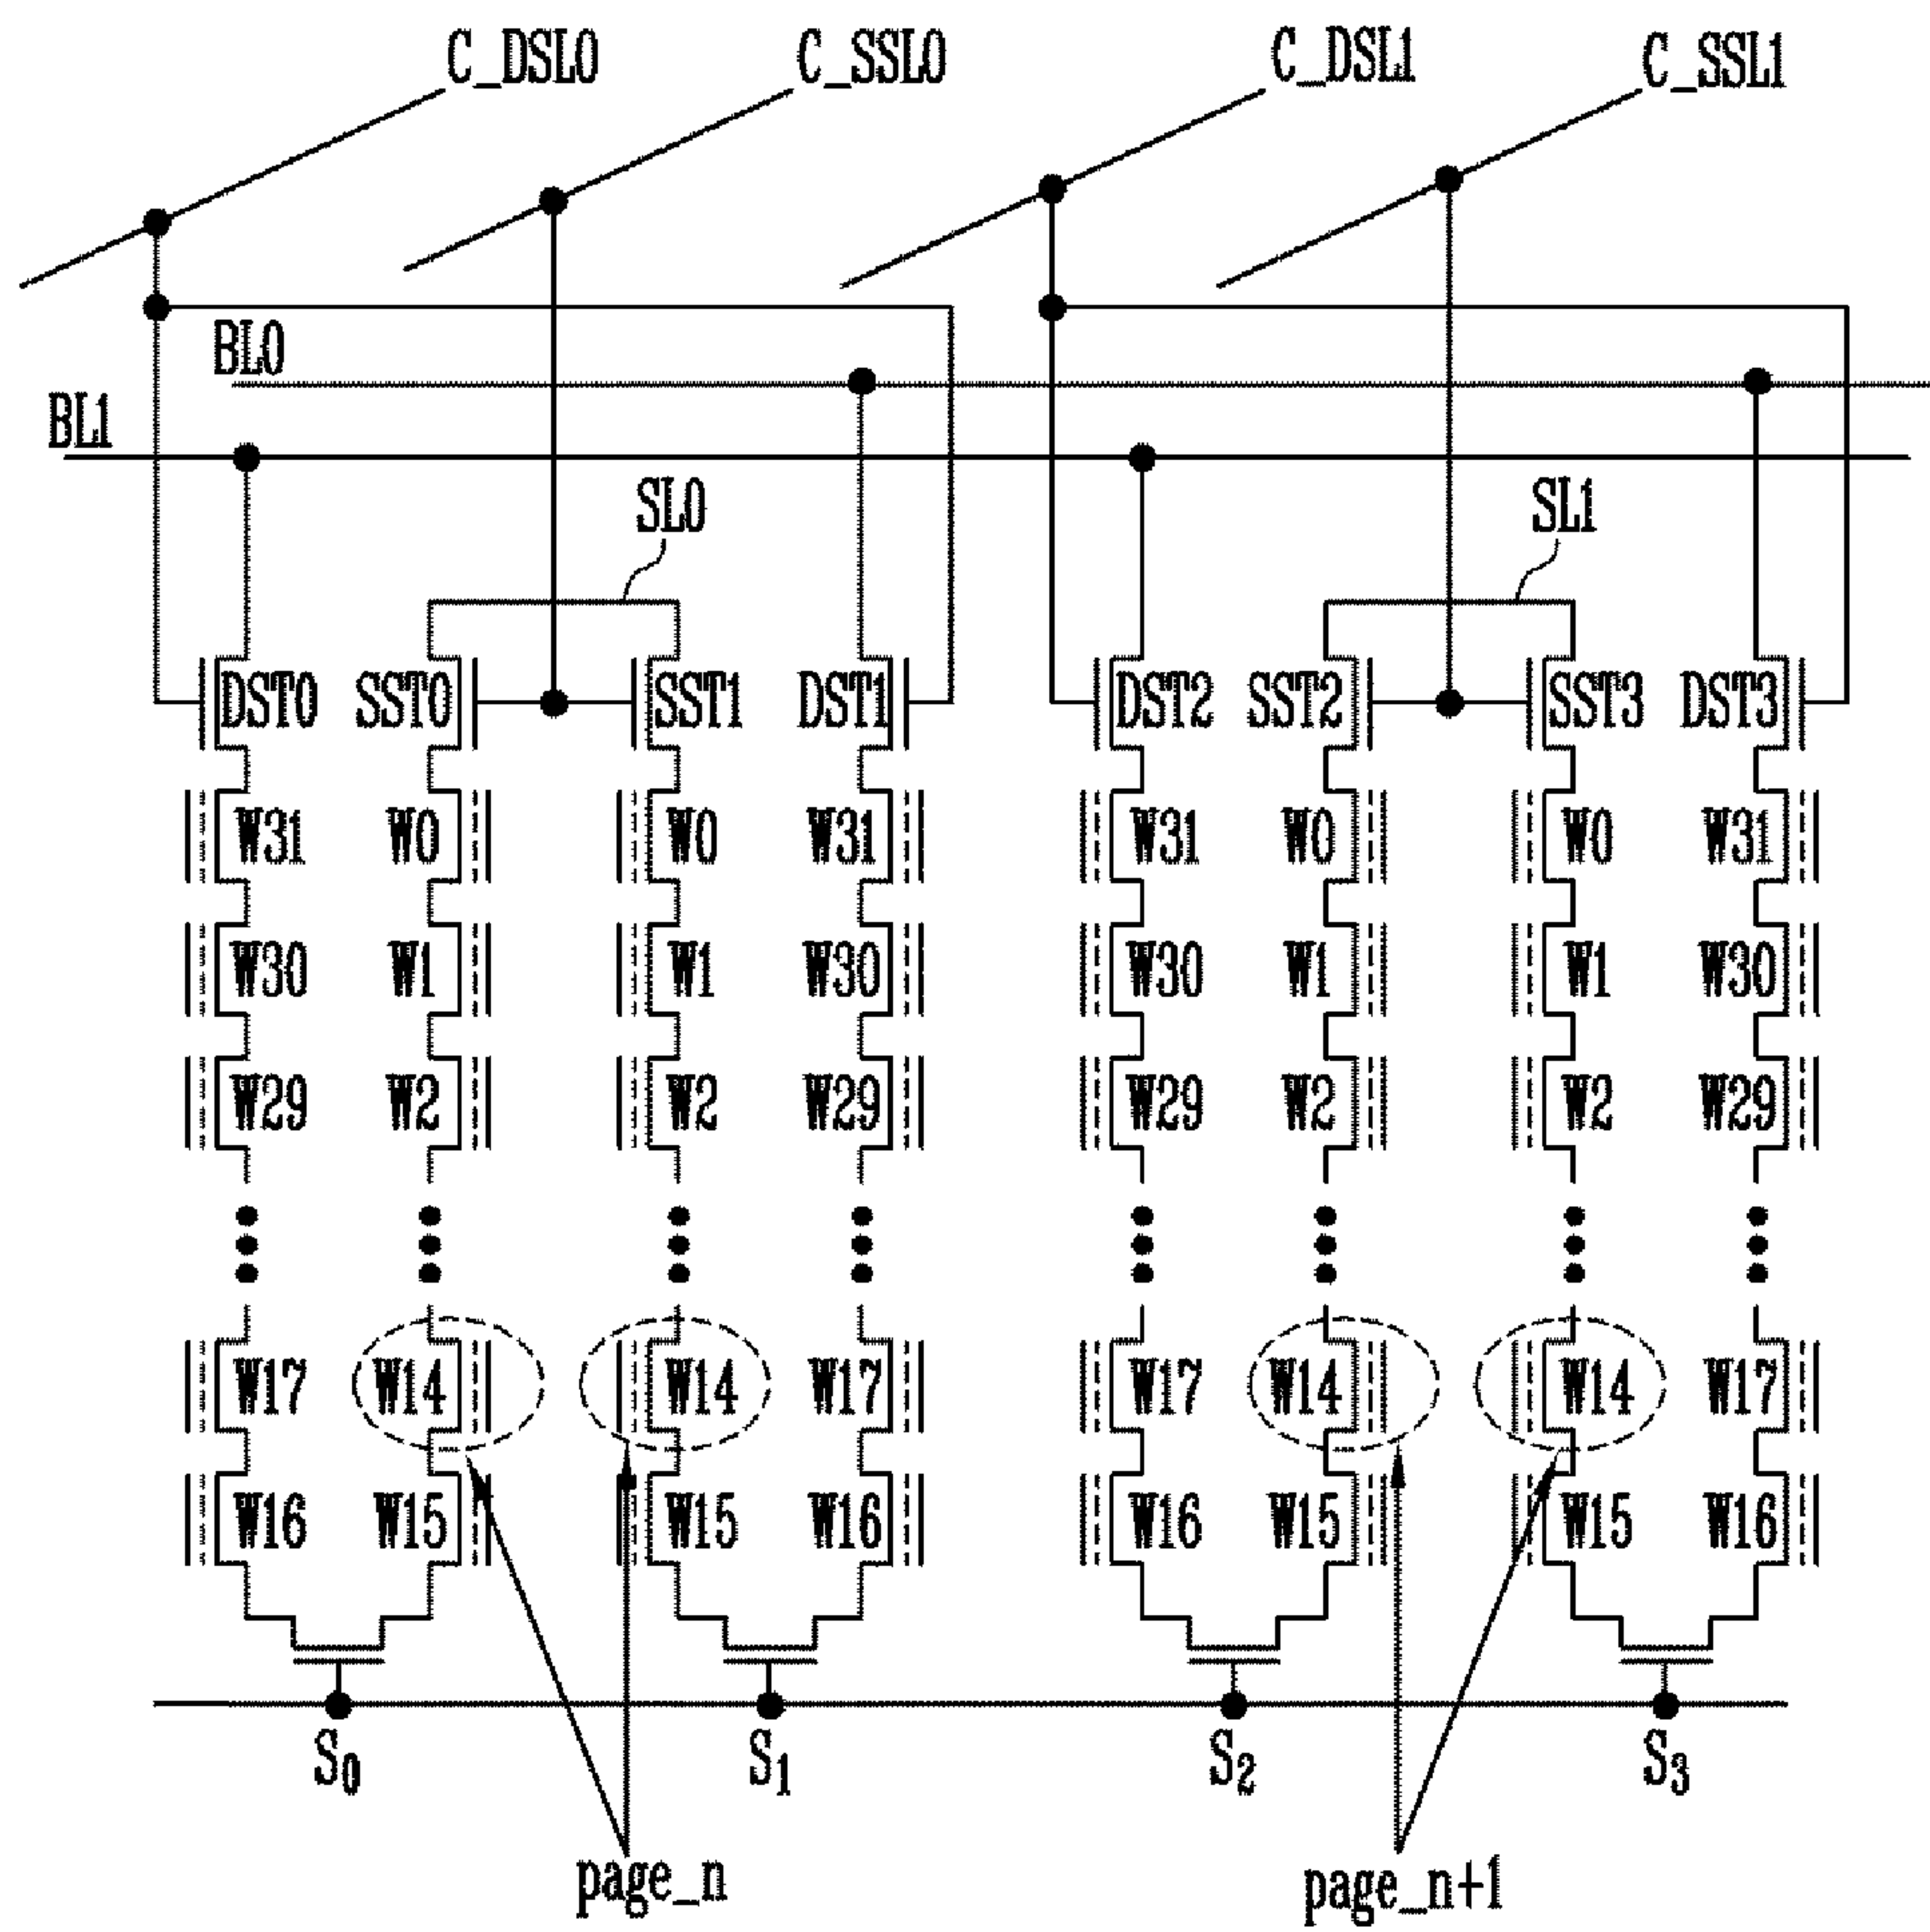 C_DSL0 C_SSL0 C_DSL1 C_SSL1
BL0
BL1
SL0 SL1
DST0 SST0 SST1 DST1 DST2 SST2 SST3 DST3
W31 W0 W0 W31 W31 W0 W0 W31
W30 W1 W1 W30 W30 W1 W1 W30
W29 W2 W2 W29 W29 W2 W2 W29
W17 W14 W14 W17 W17 W14 W14 W17
W16 W15 W15 W16 W16 W15 W15 W16
S0 S1 S2 S3
page_n page_n+1